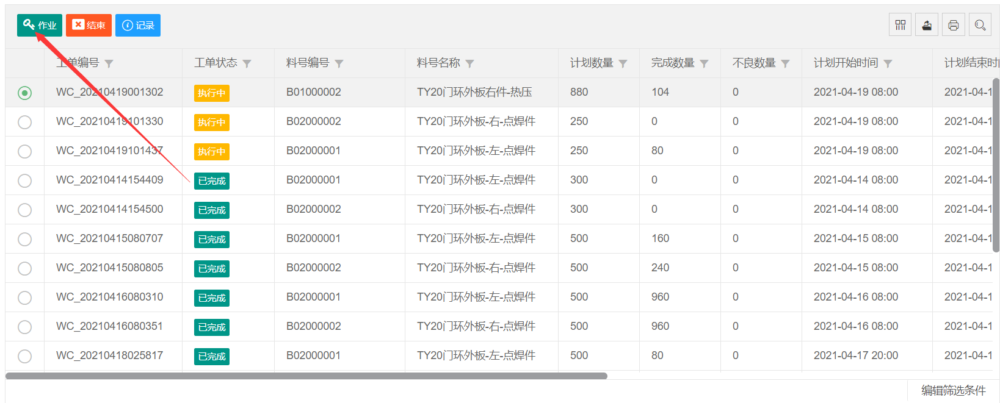 作业 结束 记录
工单编号 工单状态 料号编号 料号名称 计划数量 完成数量 不良数量 计划开始时间 计划结束时间
WC_20210419001302 执行中 B01000002 TY20门环外板右件-热压 880 104 0 2021-04-19 08:00 2021-04-1
WC_20210419101330 执行中 B02000002 TY20门环外板-右-点焊件 250 0 0 2021-04-19 08:00 2021-04-1
WC_20210419101437 执行中 B02000001 TY20门环外板-左-点焊件 250 80 0 2021-04-19 08:00 2021-04-1
WC_20210414154409 已完成 B02000001 TY20门环外板-左-点焊件 300 0 0 2021-04-14 08:00 2021-04-1
WC_20210414154500 已完成 B02000002 TY20门环外板-右-点焊件 300 0 0 2021-04-14 08:00 2021-04-1
WC_20210415080707 已完成 B02000001 TY20门环外板-左-点焊件 500 160 0 2021-04-15 08:00 2021-04-1
WC_20210415080805 已完成 B02000002 TY20门环外板-右-点焊件 500 240 0 2021-04-15 08:00 2021-04-1
WC_20210416080310 已完成 B02000001 TY20门环外板-左-点焊件 500 960 0 2021-04-16 08:00 2021-04-1
WC_20210416080351 已完成 B02000002 TY20门环外板-右-点焊件 500 960 0 2021-04-16 08:00 2021-04-1
WC_20210418025817 已完成 B02000001 TY20门环外板-左-点焊件 500 80 0 2021-04-17 20:00 2021-04-1
编辑筛选条件